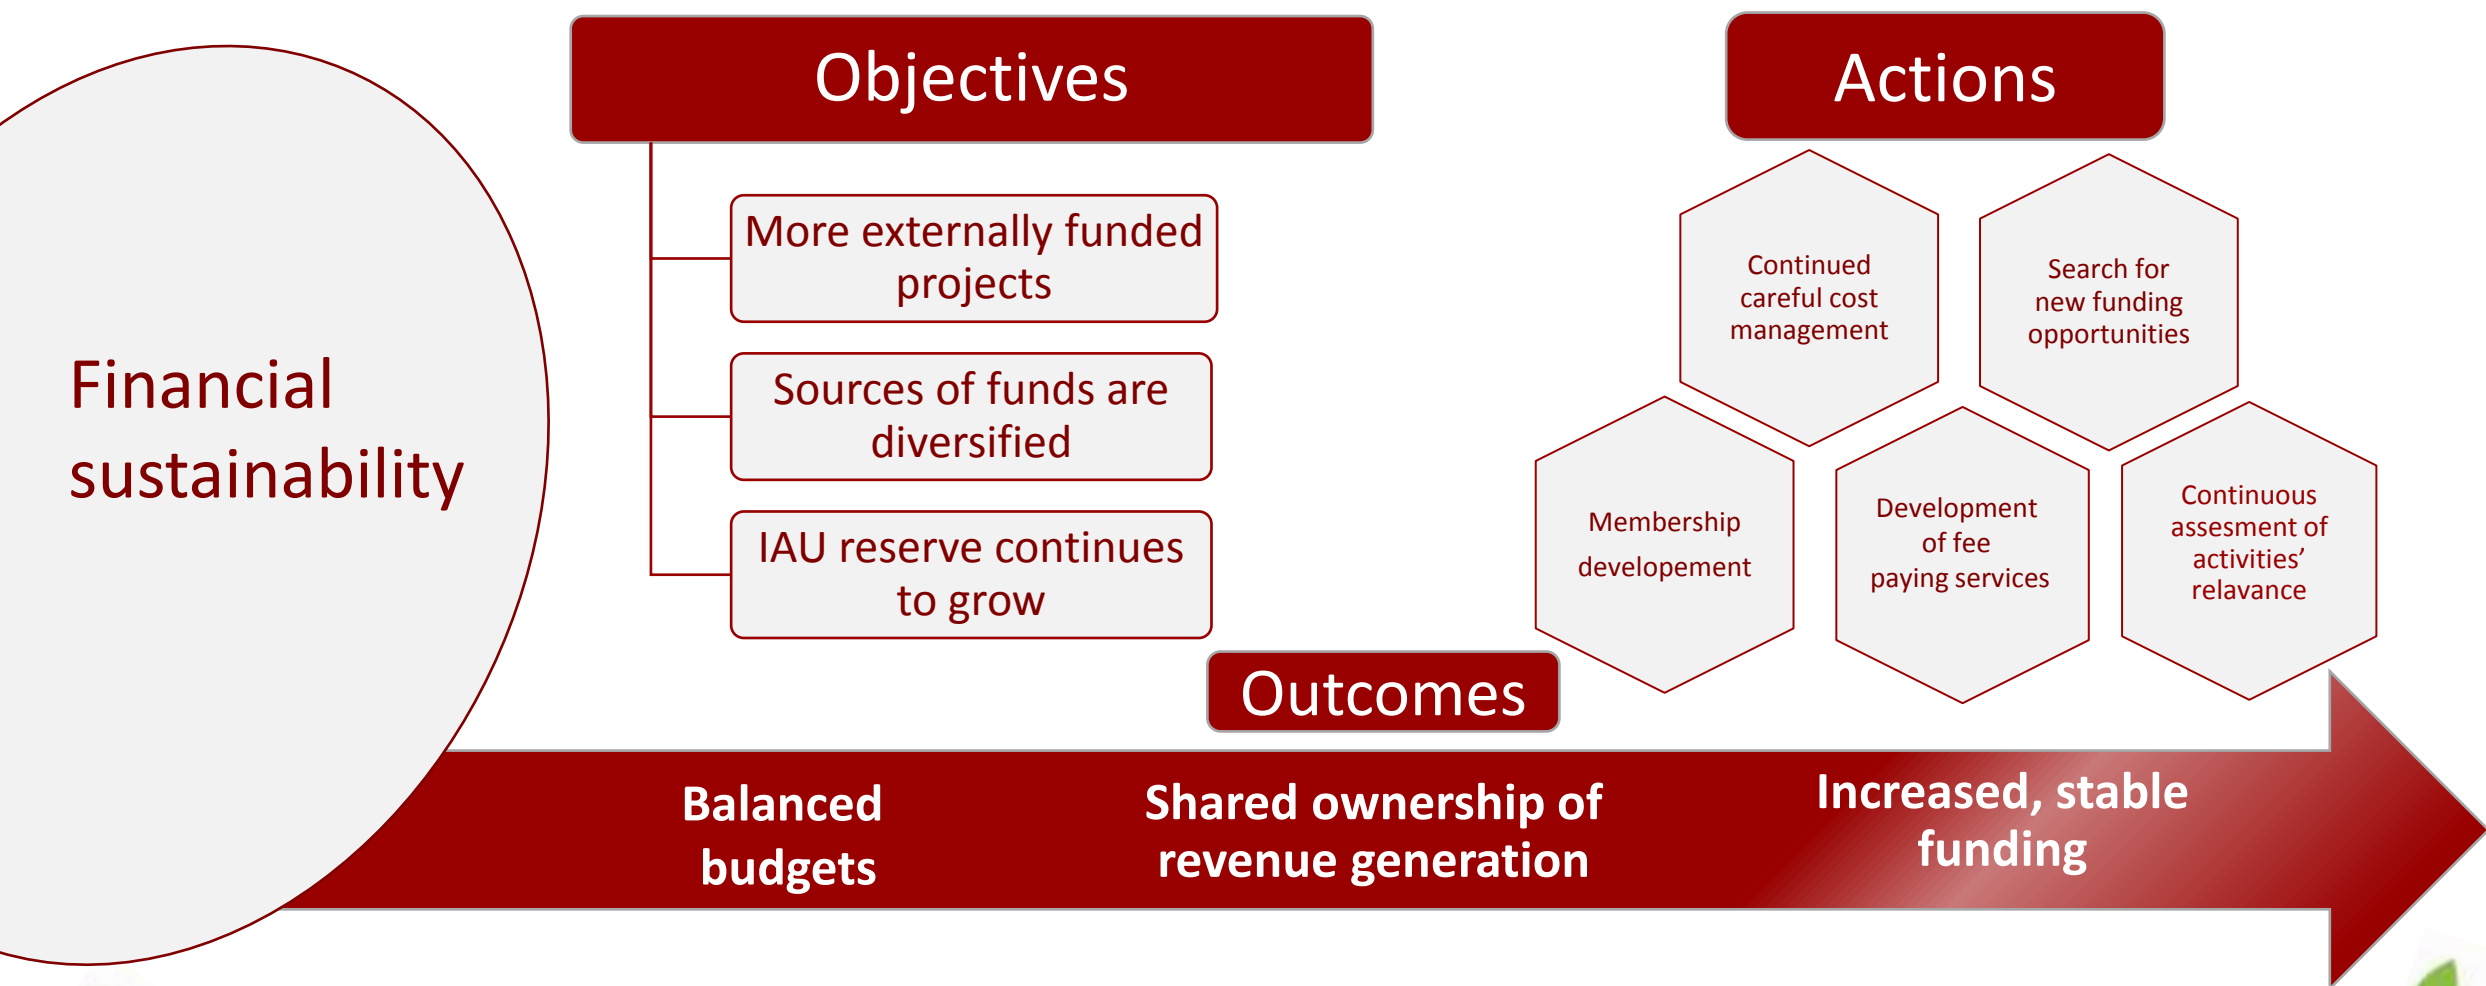 Financial
sustainability
Objectives
More externally funded
projects
Sources of funds are
diversified
IAU reserve continues
to grow
Actions
Continued
careful cost
management
Search for
new funding
opportunities
Membership
developement
Development
of fee
paying services
Continuous
assesment of
activities’
relavance
Outcomes
Balanced
budgets
Shared ownership of
revenue generation
Increased, stable
funding